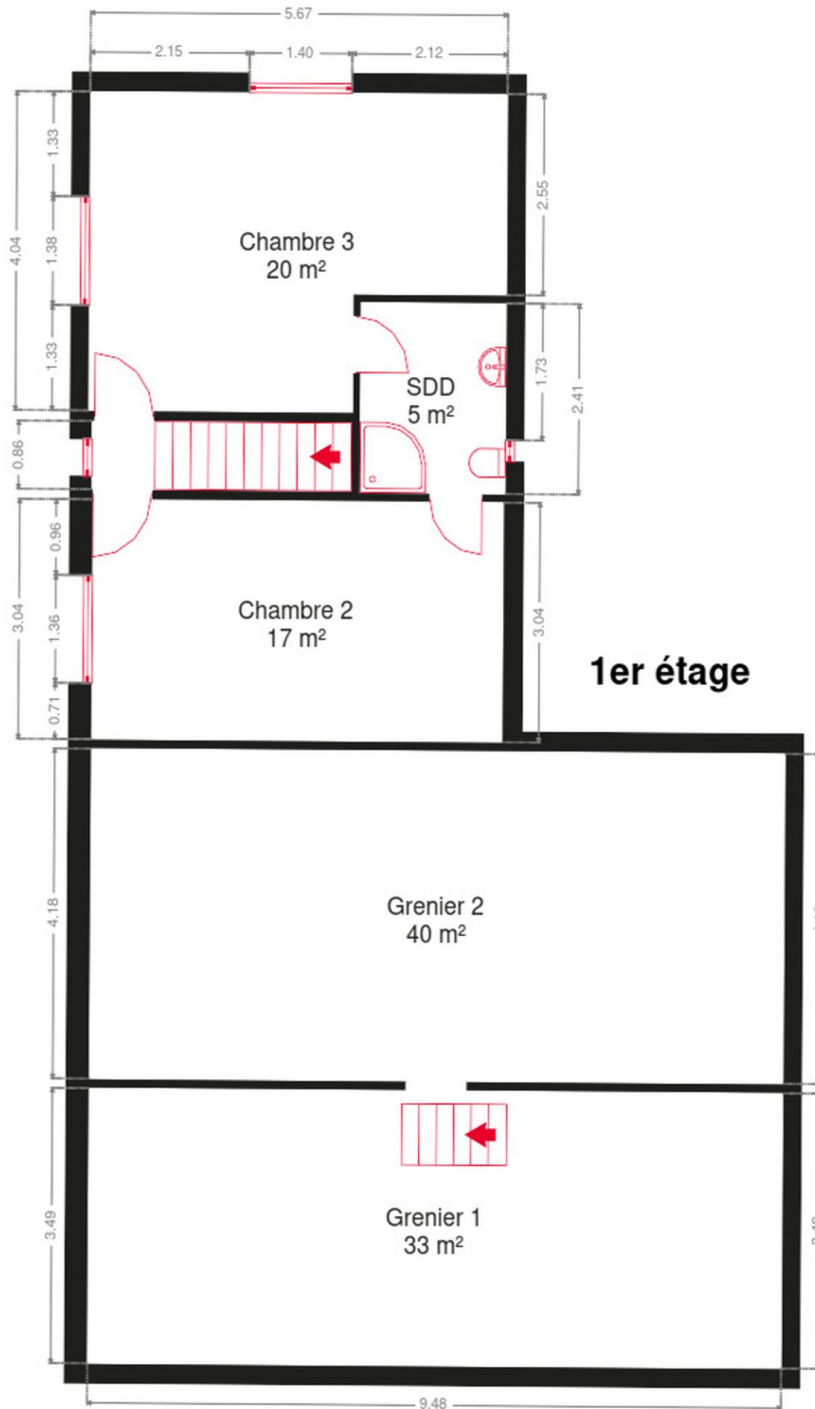 5.67
2.15
1.40
2.12
1.33
4.04
1.38
1.33
2.55
Chambre 3
20 m²
SDD
5 m²
1.73
2.41
0.86
0.96
3.04
1.36
0.71
Chambre 2
17 m²
3.04
1er étage
4.18
Grenier 2
40 m²
3.49
Grenier 1
33 m²
9.48